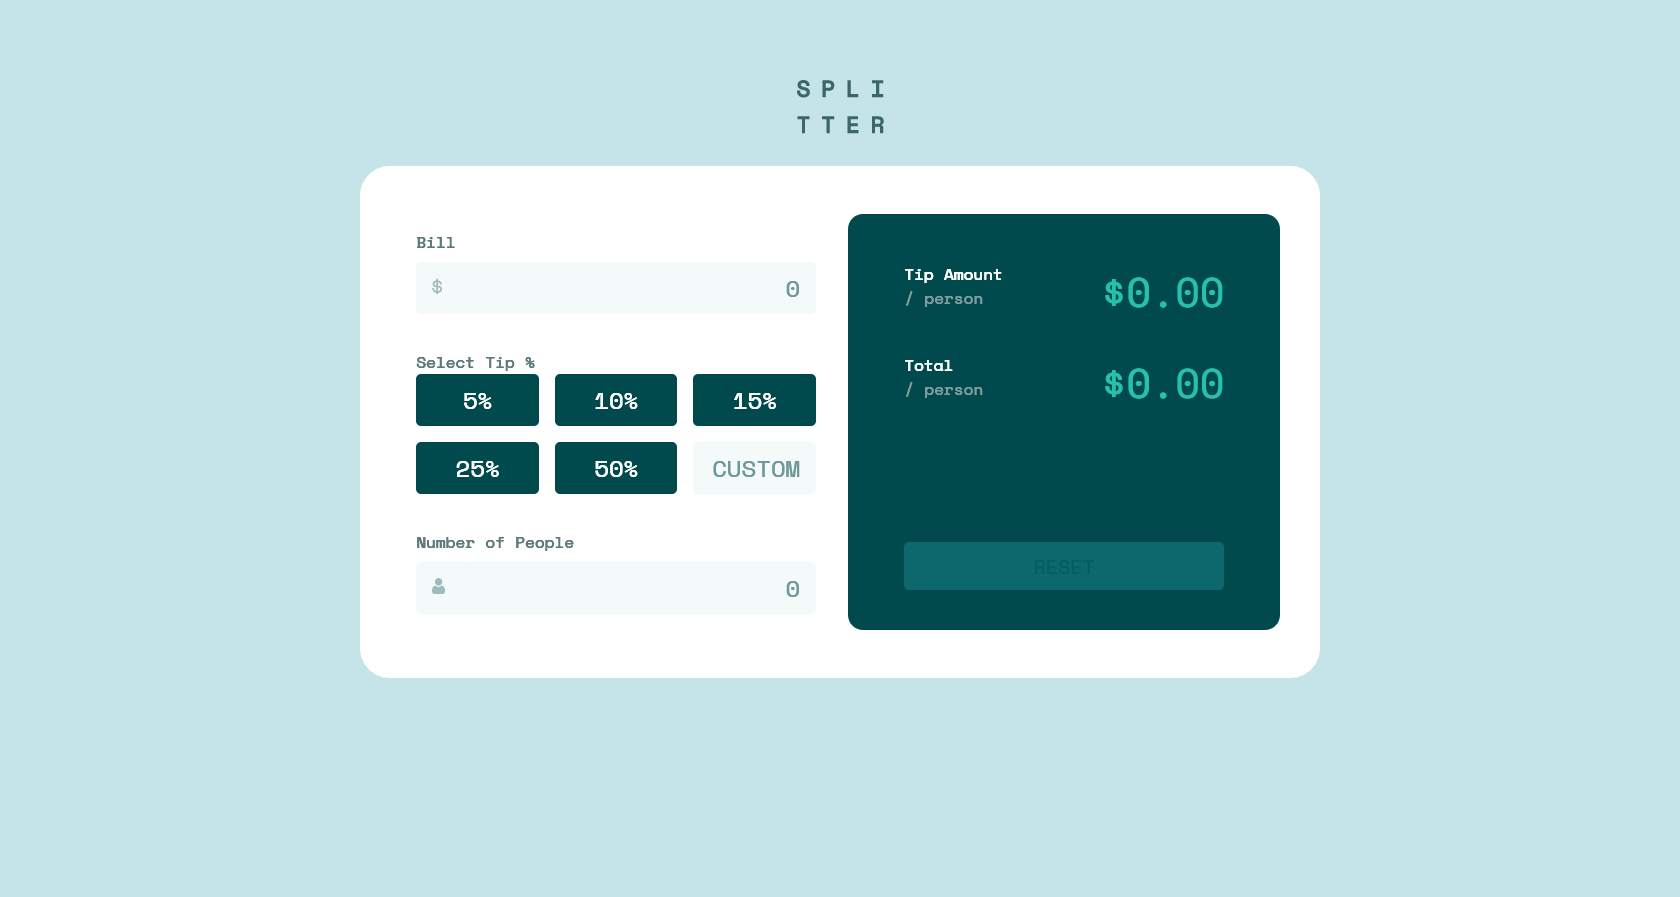 SPLI
TTER
Bill
$ 0
Select Tip %
5% 10% 15%
25% 50% CUSTOM
Number of People
0
Tip Amount
/ person
$0.00
Total
/ person
$0.00
RESET